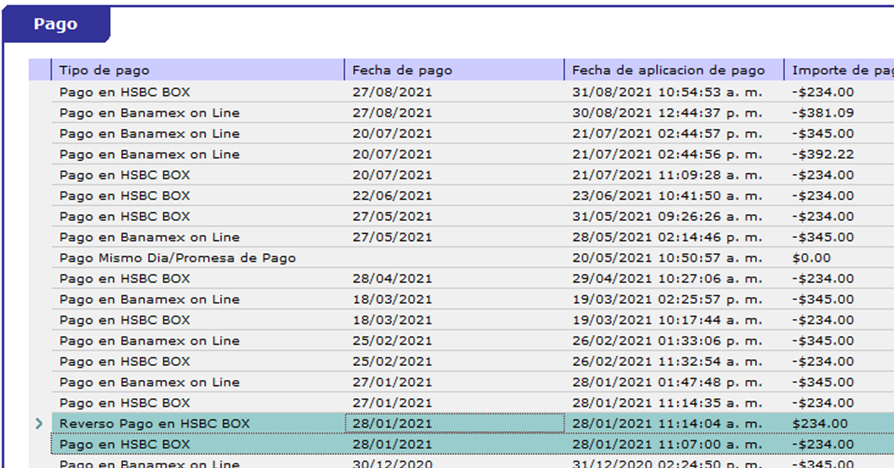 Pago
Tipo de pago Fecha de pago Fecha de aplicacion de pago Importe de pag
Pago en HSBC BOX 27/08/2021 31/08/2021 10:54:53 a. m. -$234.00
Pago en Banamex on Line 27/08/2021 30/08/2021 12:44:37 p. m. -$381.09
Pago en Banamex on Line 20/07/2021 21/07/2021 02:44:57 p. m. -$345.00
Pago en Banamex on Line 20/07/2021 21/07/2021 02:44:56 p. m. -$392.22
Pago en HSBC BOX 20/07/2021 21/07/2021 11:09:28 a. m. -$234.00
Pago en HSBC BOX 22/06/2021 23/06/2021 10:41:50 a. m. -$234.00
Pago en HSBC BOX 27/05/2021 31/05/2021 09:26:26 a. m. -$234.00
Pago en Banamex on Line 27/05/2021 28/05/2021 02:14:46 p. m. -$345.00
Pago Mismo Dia/Promesa de Pago 20/05/2021 10:50:57 a. m. $0.00
Pago en HSBC BOX 28/04/2021 29/04/2021 10:27:06 a. m. -$234.00
Pago en Banamex on Line 18/03/2021 19/03/2021 02:25:57 p. m. -$345.00
Pago en HSBC BOX 18/03/2021 19/03/2021 10:17:44 a. m. -$234.00
Pago en Banamex on Line 25/02/2021 26/02/2021 01:33:06 p. m. -$345.00
Pago en HSBC BOX 25/02/2021 26/02/2021 11:32:54 a. m. -$234.00
Pago en Banamex on Line 27/01/2021 28/01/2021 01:47:48 p. m. -$345.00
Pago en HSBC BOX 27/01/2021 28/01/2021 11:14:35 a. m. -$234.00
Reverso Pago en HSBC BOX 28/01/2021 28/01/2021 11:14:04 a. m. $234.00
Pago en HSBC BOX 28/01/2021 28/01/2021 11:07:00 a. m. -$234.00
Pago en Banamex on Line 30/12/2020 31/12/2020 02:24:50 p. m. -$345.00